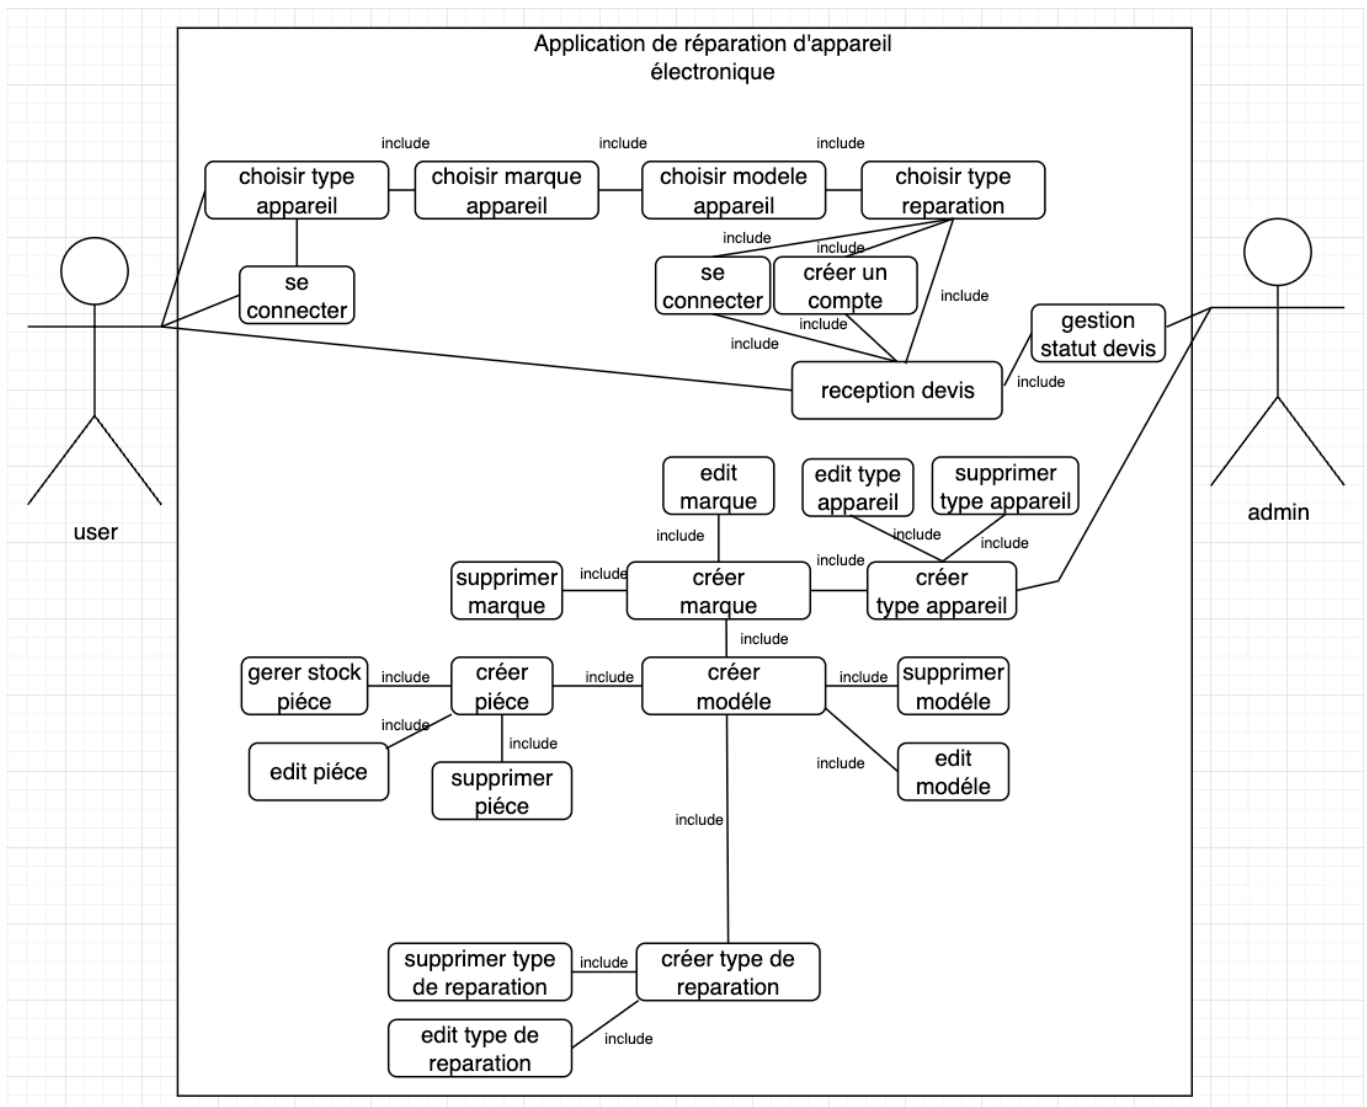 Application de réparation d'appareil
électronique
include
include
include
choisir type
appareil
choisir marque
appareil
choisir modele
appareil
choisir type
reparation
include
include
se
connecter
se
connecter
créer un
compte
include
include
include
gestion
statut devis
include
reception devis
user
admin
edit
marque
edit type
appareil
supprimer
type appareil
include
include
include
include
include
supprimer
marque
créer
marque
créer
type appareil
include
gerer stock
piéce
include
créer
piéce
include
créer
modéle
include
supprimer
modéle
include
include
include
edit piéce
supprimer
piéce
edit
modéle
include
supprimer type
de reparation
include
créer type de
reparation
edit type de
reparation
include